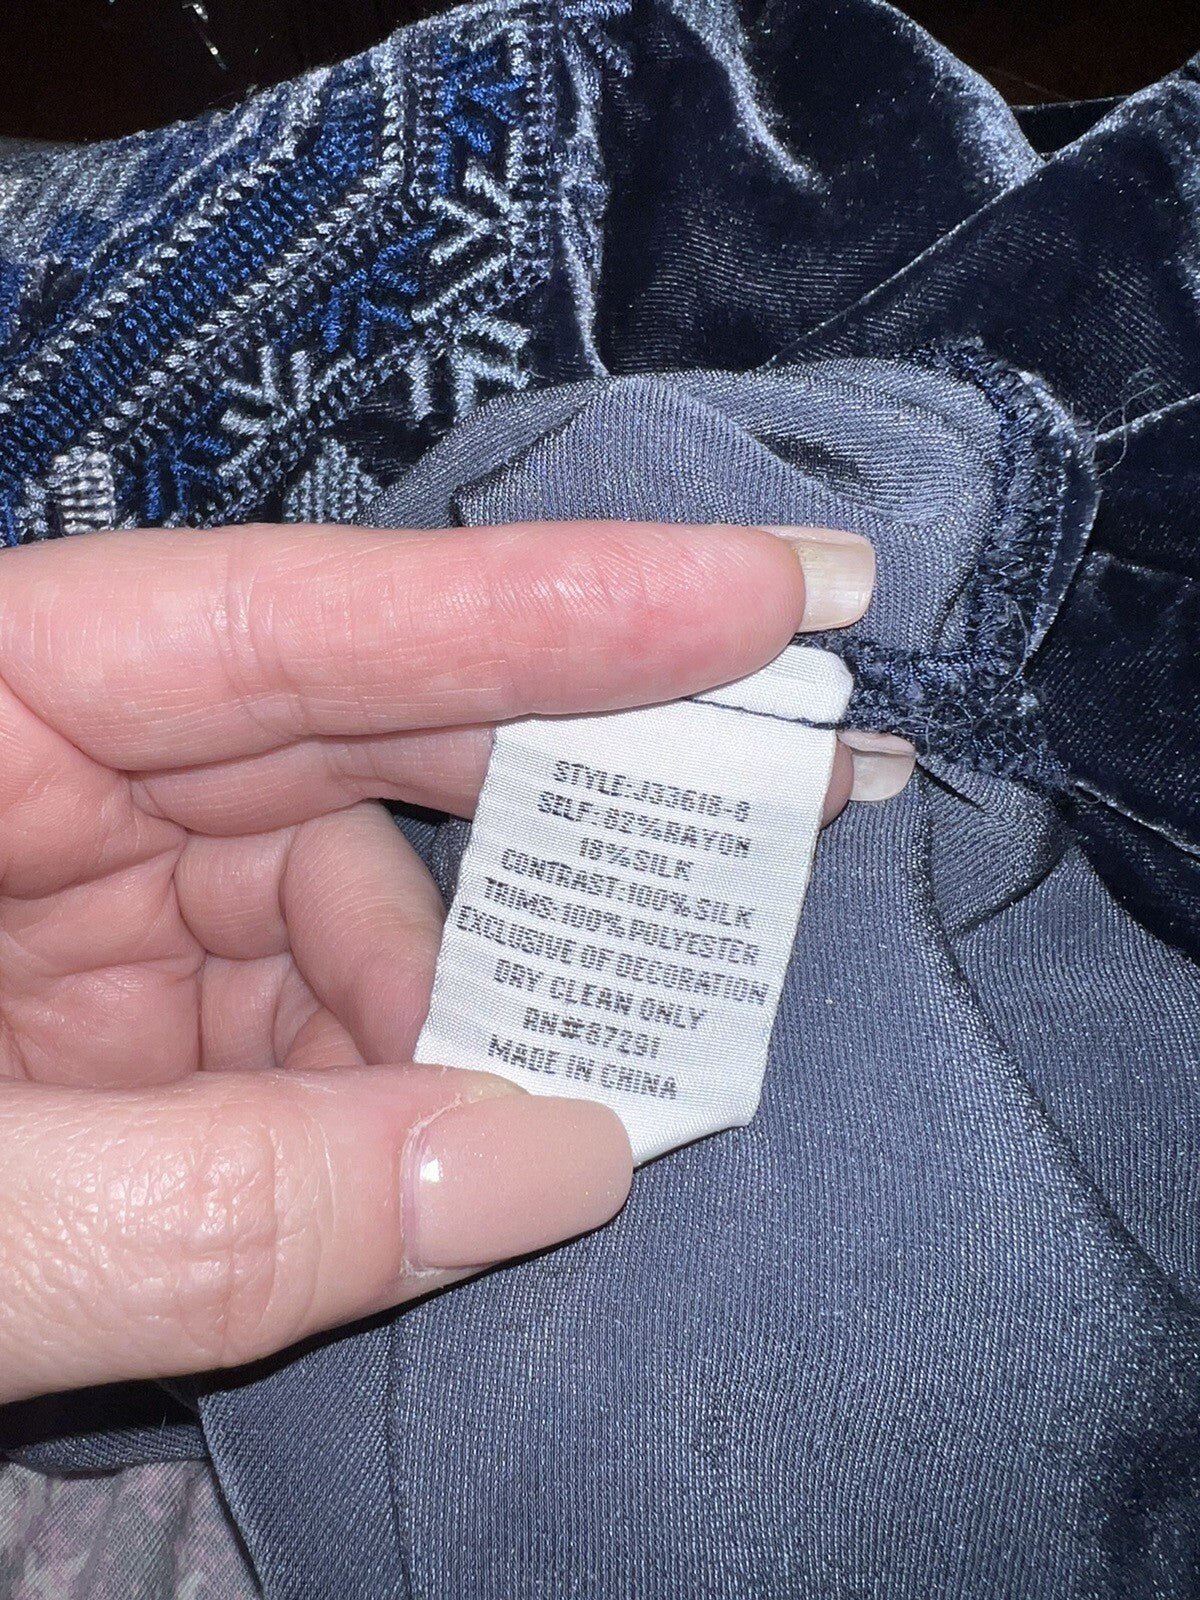 STYLE:J33618-8
SELF:82%RAYON
18%SILK
CONTRAST:100%SILK
TRIMS:100%POLYESTER
EXCLUSIVE OF DECORATION
DRY CLEAN ONLY
RN#67291
MADE IN CHINA